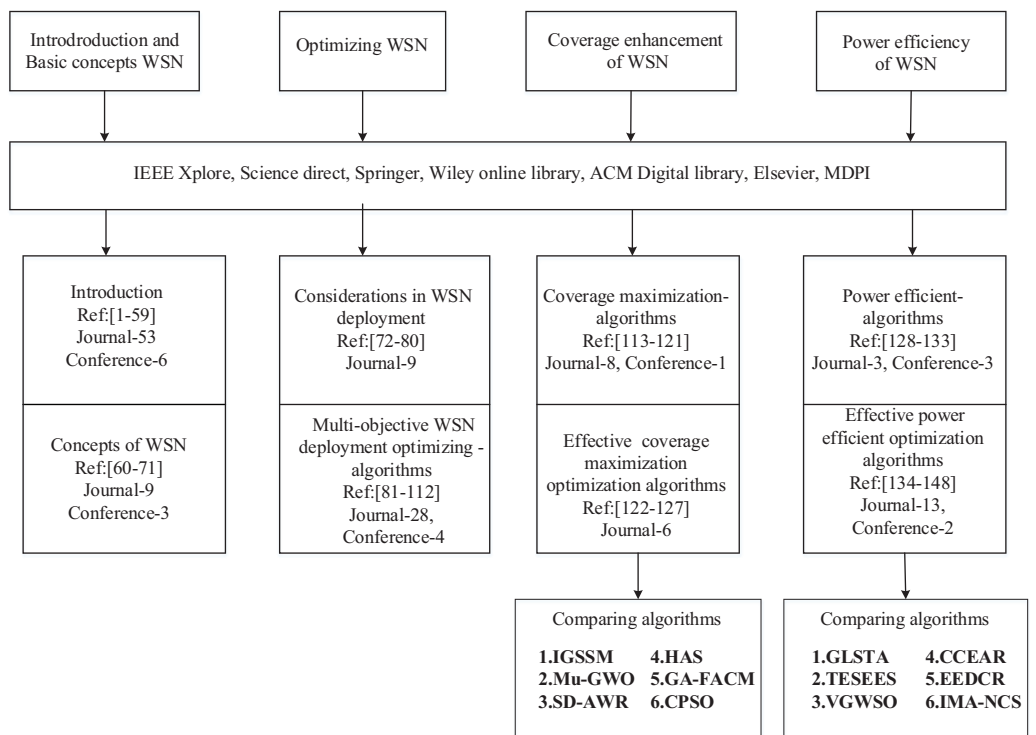 Introdroduction and
Basic concepts WSN
Optimizing WSN
Coverage enhancement
of WSN
Power efficiency
of WSN
IEEE Xplore, Science direct, Springer, Wiley online library, ACM Digital library, Elsevier, MDPI
Introduction
Ref:[1-59]
Journal-53
Conference-6
Concepts of WSN
Ref:[60-71]
Journal-9
Conference-3
Considerations in WSN
deployment
Ref:[72-80]
Journal-9
Multi-objective WSN
deployment optimizing -
algorithms
Ref:[81-112]
Journal-28,
Conference-4
Coverage maximization-
algorithms
Ref:[113-121]
Journal-8, Conference-1
Effective coverage
maximization
optimization algorithms
Ref:[122-127]
Journal-6
Power efficient-
algorithms
Ref:[128-133]
Journal-3, Conference-3
Effective power
efficient optimization
algorithms
Ref:[134-148]
Journal-13,
Conference-2
Comparing algorithms
1.IGSSM 4.HAS
2.Mu-GWO 5.GA-FACM
3.SD-AWR 6.CPSO
Comparing algorithms
1.GLSTA 4.CCEAR
2.TESEES 5.EEDCR
3.VGWSO 6.IMA-NCS